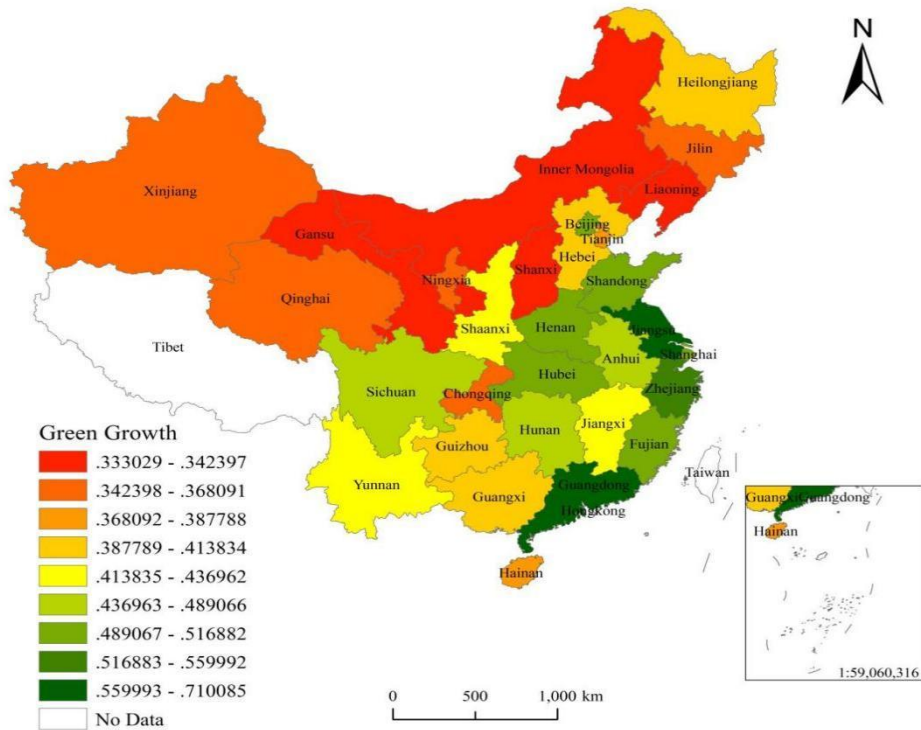 N
Heilongjiang
Jilin
Inner Mongolia
Liaoning
Xinjiang
Gansu
Beijing
Tianjin
Hebei
Ningxia
Shanxi
Shandong
Qinghai
Shaanxi
Henan
Jiangsu
Tibet
Anhui
Shanghai
Hubei
Zhejiang
Sichuan
Chongqing
Hunan
Jiangxi
Guizhou
Fujian
Yunnan
Guangxi
Guangdong
Hongkong
Taiwan
Hainan
Guangxi
Guangdong
Hainan
1:59,060,316
Green Growth
.333029 - .342397
.342398 - .368091
.368092 - .387788
.387789 - .413834
.413835 - .436962
.436963 - .489066
.489067 - .516882
.516883 - .559992
.559993 - .710085
No Data
0 500 1,000 km